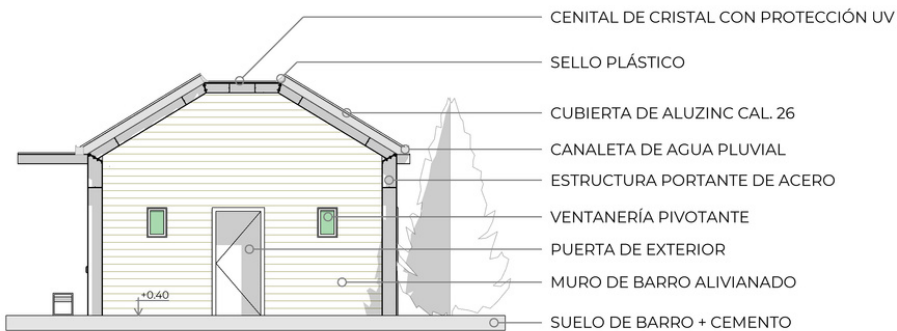 CENITAL DE CRISTAL CON PROTECCIÓN UV
SELLO PLÁSTICO
CUBIERTA DE ALUZINC CAL. 26
CANALETA DE AGUA PLUVIAL
ESTRUCTURA PORTANTE DE ACERO
VENTANERÍA PIVOTANTE
PUERTA DE EXTERIOR
MURO DE BARRO ALIVIANADO
+0.40
SUELO DE BARRO + CEMENTO